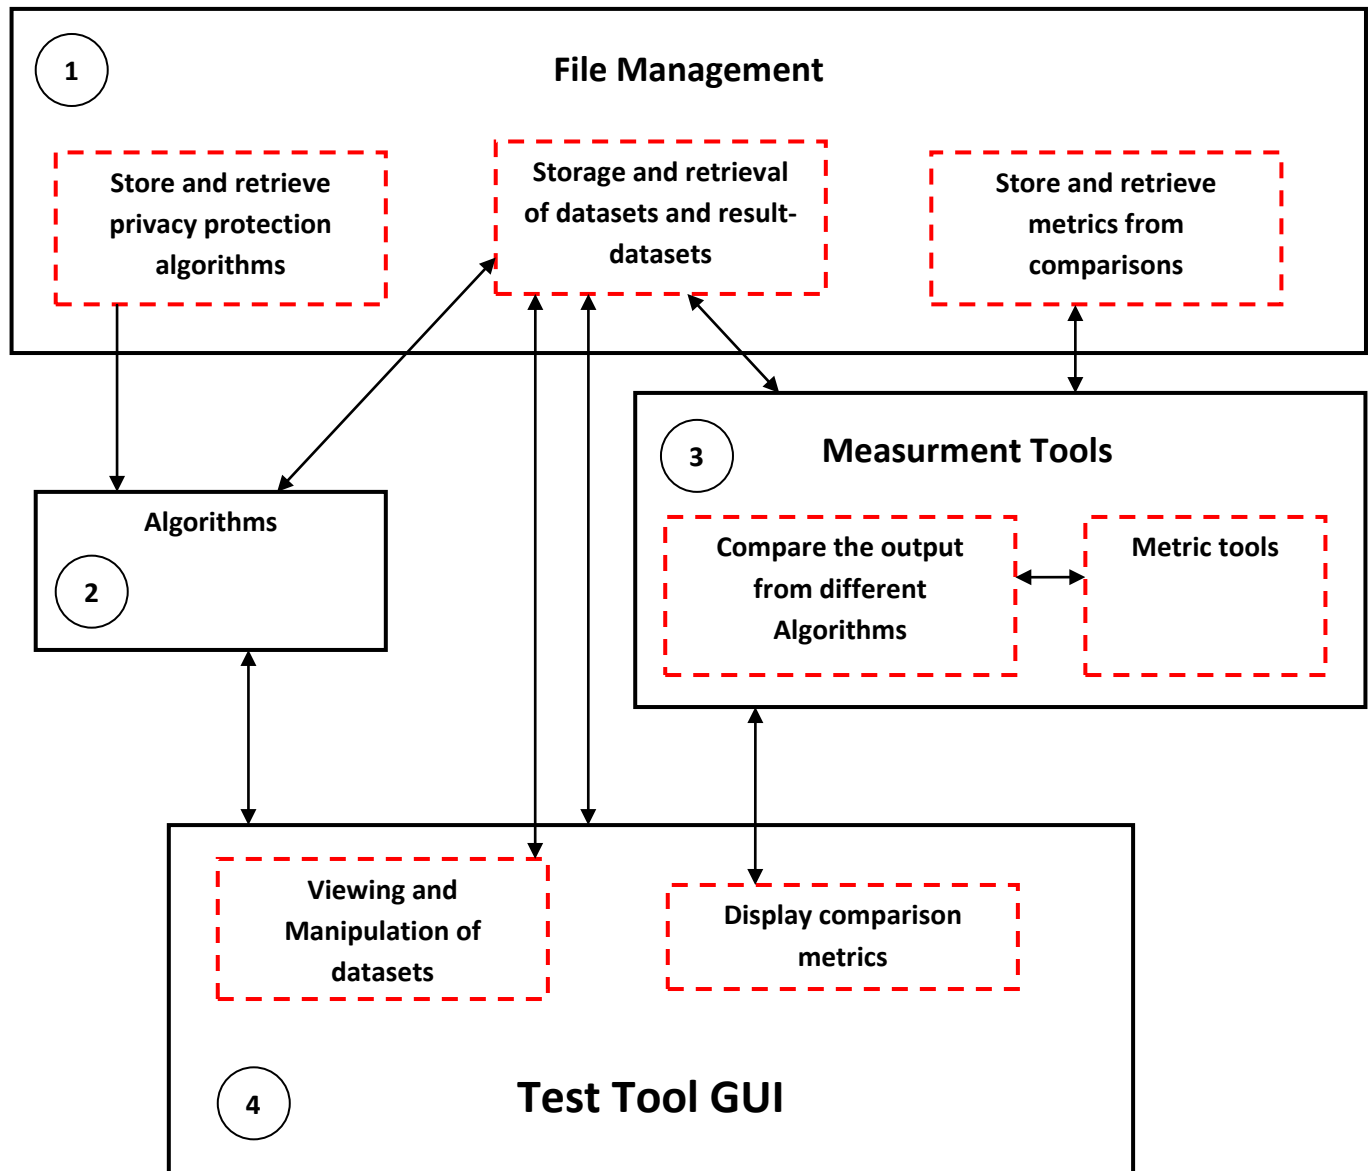 1
File Management
Store and retrieve
privacy protection
algorithms
Storage and retrieval
of datasets and result-
datasets
Store and retrieve
metrics from
comparisons
3
Measurment Tools
Algorithms
2
Compare the output
from different
Algorithms
Metric tools
Viewing and
Manipulation of
datasets
Display comparison
metrics
4
Test Tool GUI